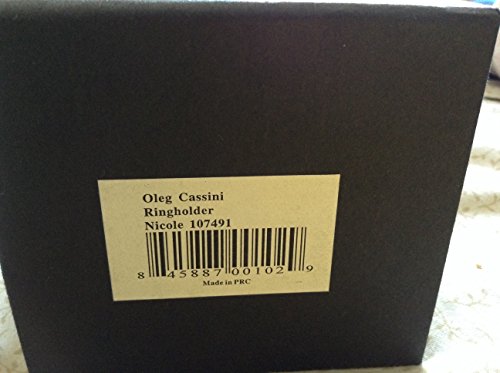 Oleg Cassini
Ringholder
Nicole 107491
8 45887 00102 9
Made in PRC